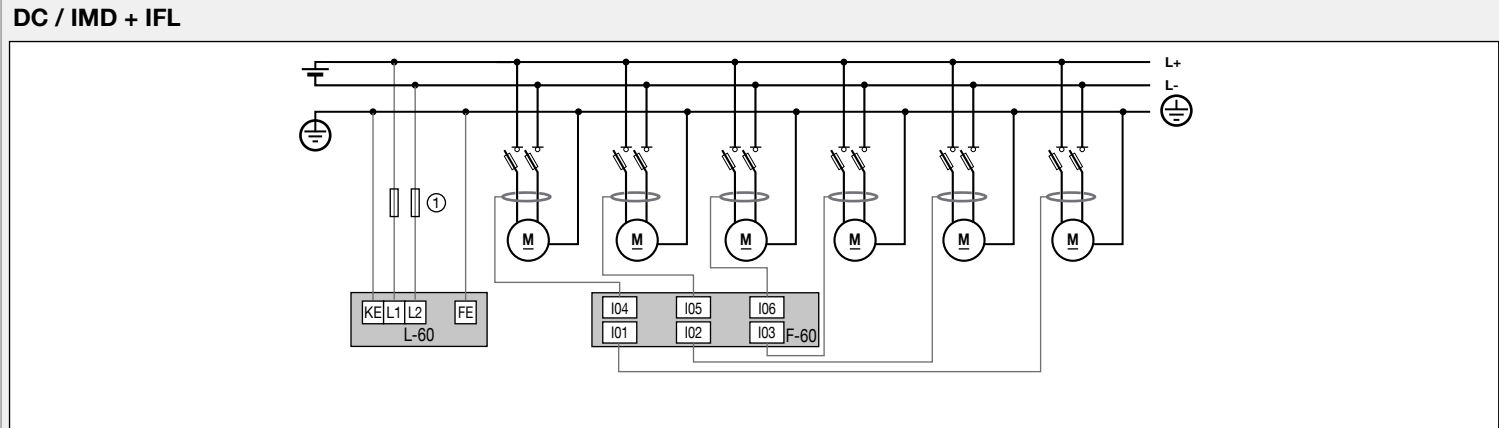 DC / IMD + IFL
L+
L-
1
M M M M M M
KE L1 L2 FE
L-60
I04 I05 I06
I01 I02 I03 F-60